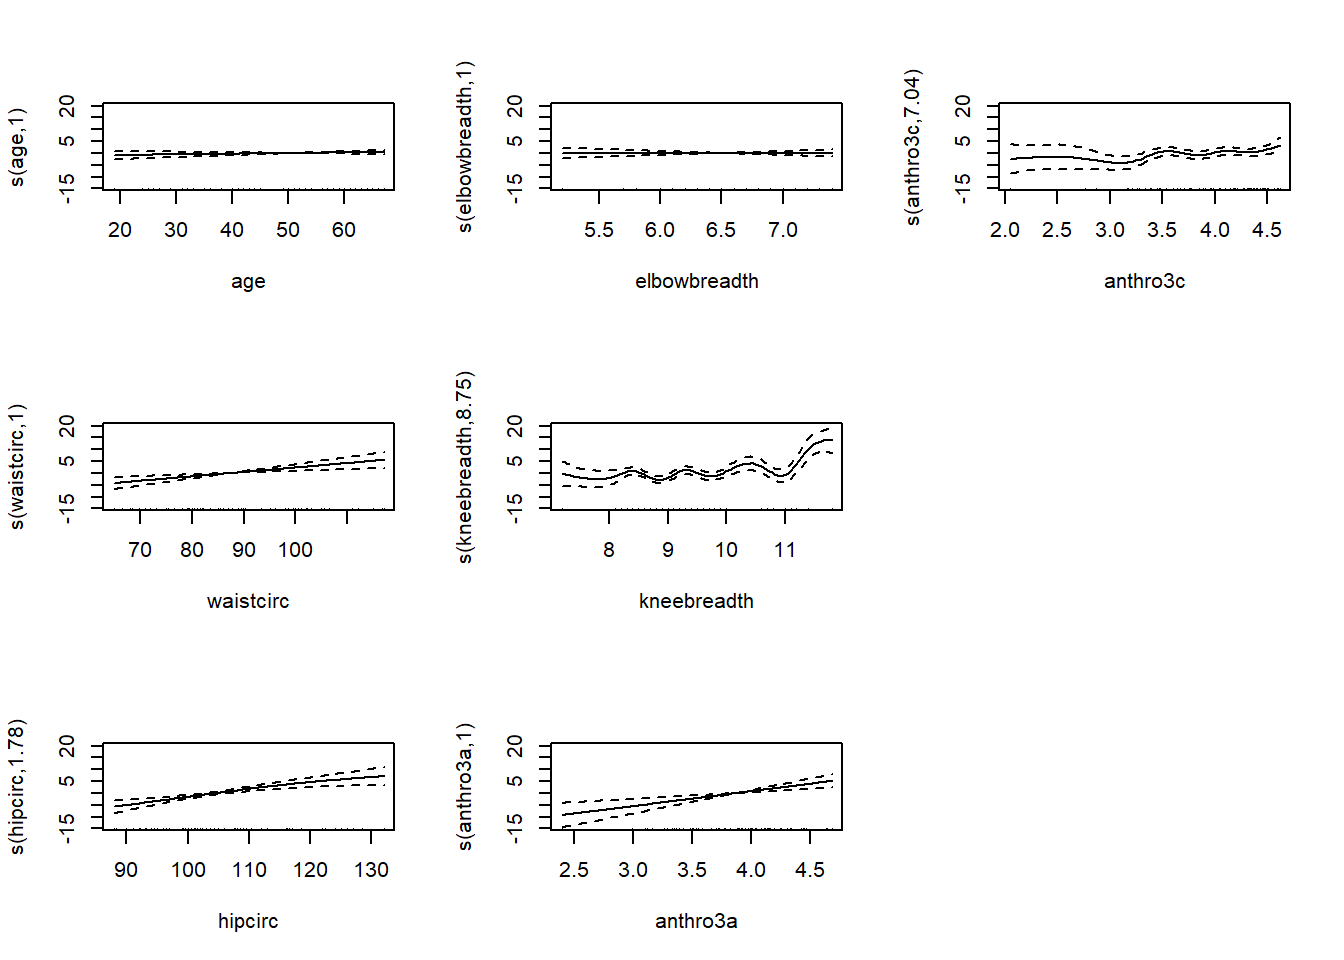 s(age,1)
20
5
-15
20 30 40 50 60
age
s(elbowbreadth,1)
20
5
-15
5.5 6.0 6.5 7.0
elbowbreadth
s(anthro3c,7.04)
20
5
-15
2.0 2.5 3.0 3.5 4.0 4.5
anthro3c
s(waistcirc,1)
20
5
-15
70 80 90 100
waistcirc
s(kneebreadth,8.75)
20
5
-15
8 9 10 11
kneebreadth
s(hipcirc,1.78)
20
5
-15
90 100 110 120 130
hipcirc
s(anthro3a,1)
20
5
-15
2.5 3.0 3.5 4.0 4.5
anthro3a